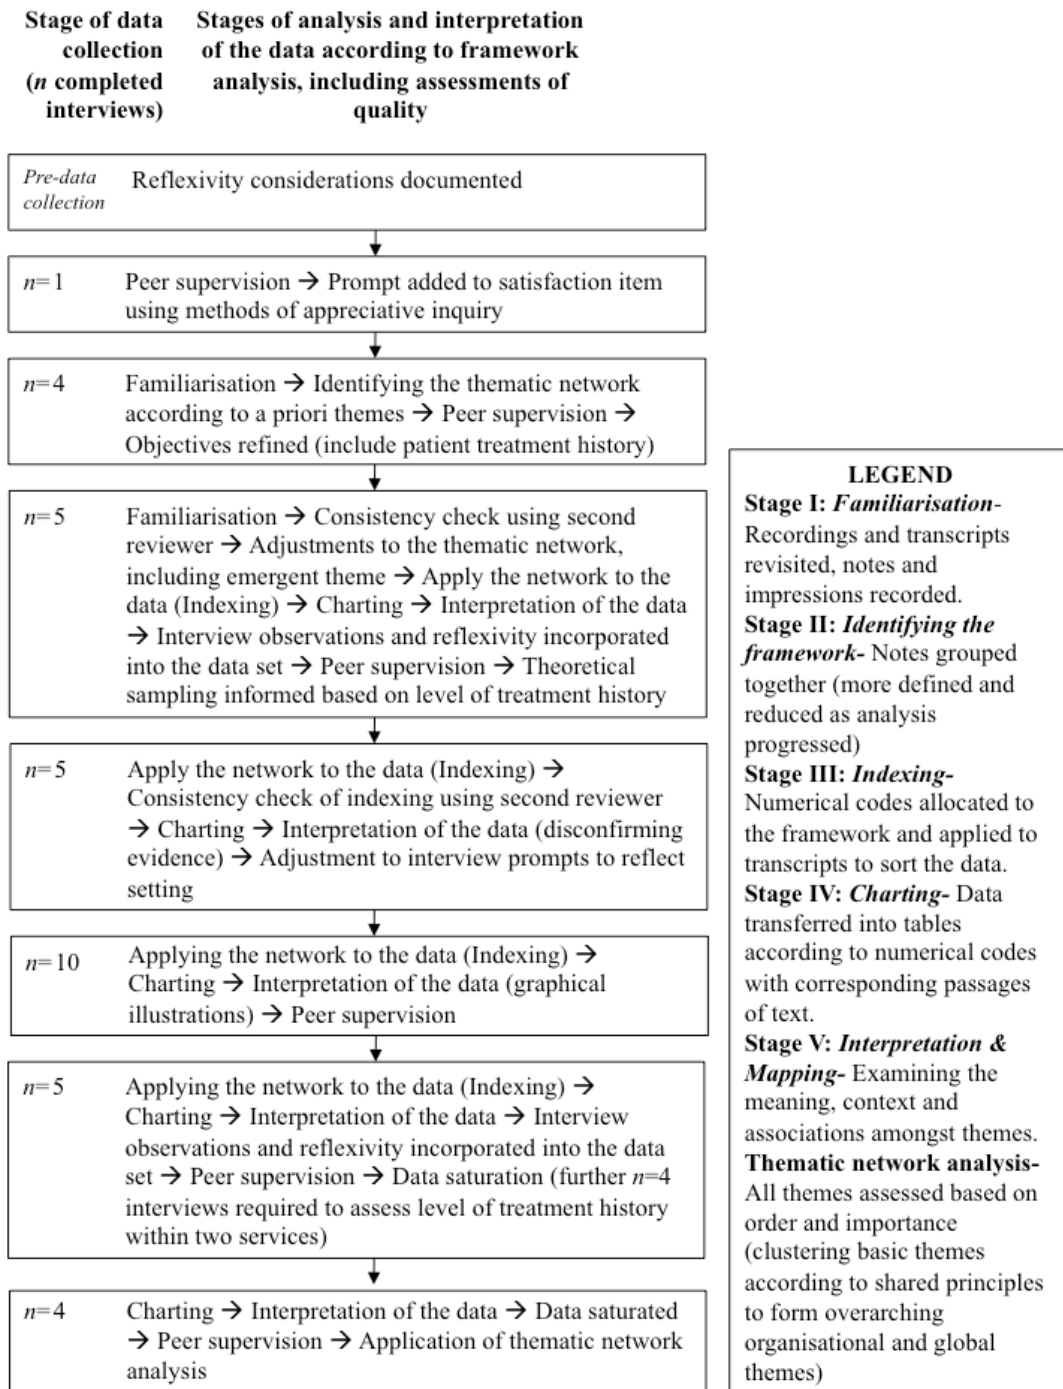 Stage of data
collection
(n completed
interviews)
Stages of analysis and interpretation
of the data according to framework
analysis, including assessments of
quality
Pre-data
collection
Reflexivity considerations documented
n=1
Peer supervision → Prompt added to satisfaction item
using methods of appreciative inquiry
n=4
Familiarisation → Identifying the thematic network
according to a priori themes → Peer supervision →
Objectives refined (include patient treatment history)
n=5
Familiarisation → Consistency check using second
reviewer → Adjustments to the thematic network,
including emergent theme → Apply the network to the
data (Indexing) → Charting → Interpretation of the data
→ Interview observations and reflexivity incorporated
into the data set → Peer supervision → Theoretical
sampling informed based on level of treatment history
n=5
Apply the network to the data (Indexing) →
Consistency check of indexing using second reviewer
→ Charting → Interpretation of the data (disconfirming
evidence) → Adjustment to interview prompts to reflect
setting
n=10
Applying the network to the data (Indexing) →
Charting → Interpretation of the data (graphical
illustrations) → Peer supervision
n=5
Applying the network to the data (Indexing) →
Charting → Interpretation of the data → Interview
observations and reflexivity incorporated into the data
set → Peer supervision → Data saturation (further n=4
interviews required to assess level of treatment history
within two services)
n=4
Charting → Interpretation of the data → Data saturated
→ Peer supervision → Application of thematic network
analysis
LEGEND
Stage I: Familiarisation-
Recordings and transcripts
revisited, notes and
impressions recorded.
Stage II: Identifying the
framework- Notes grouped
together (more defined and
reduced as analysis
progressed)
Stage III: Indexing-
Numerical codes allocated to
the framework and applied to
transcripts to sort the data.
Stage IV: Charting- Data
transferred into tables
according to numerical codes
with corresponding passages
of text.
Stage V: Interpretation &
Mapping- Examining the
meaning, context and
associations amongst themes.
Thematic network analysis-
All themes assessed based on
order and importance
(clustering basic themes
according to shared principles
to form overarching
organisational and global
themes)